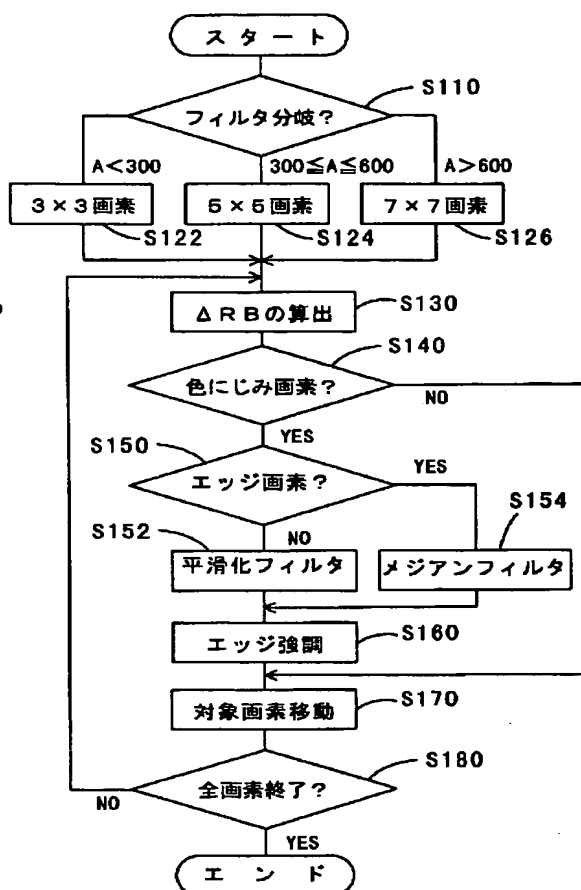 スタート
S110
フィルタ分岐?
A<300
300≦A≦600
A>600
3×3画素
5×5画素
7×7画素
S122
S124
S126
S130
ΔRBの算出
S140
色にじみ画素?
NO
YES
S150
エッジ画素?
YES
S152
NO
S154
平滑化フィルタ
メジアンフィルタ
エッジ強調
S160
対象画素移動
S170
S180
全画素終了?
NO
YES
エンド